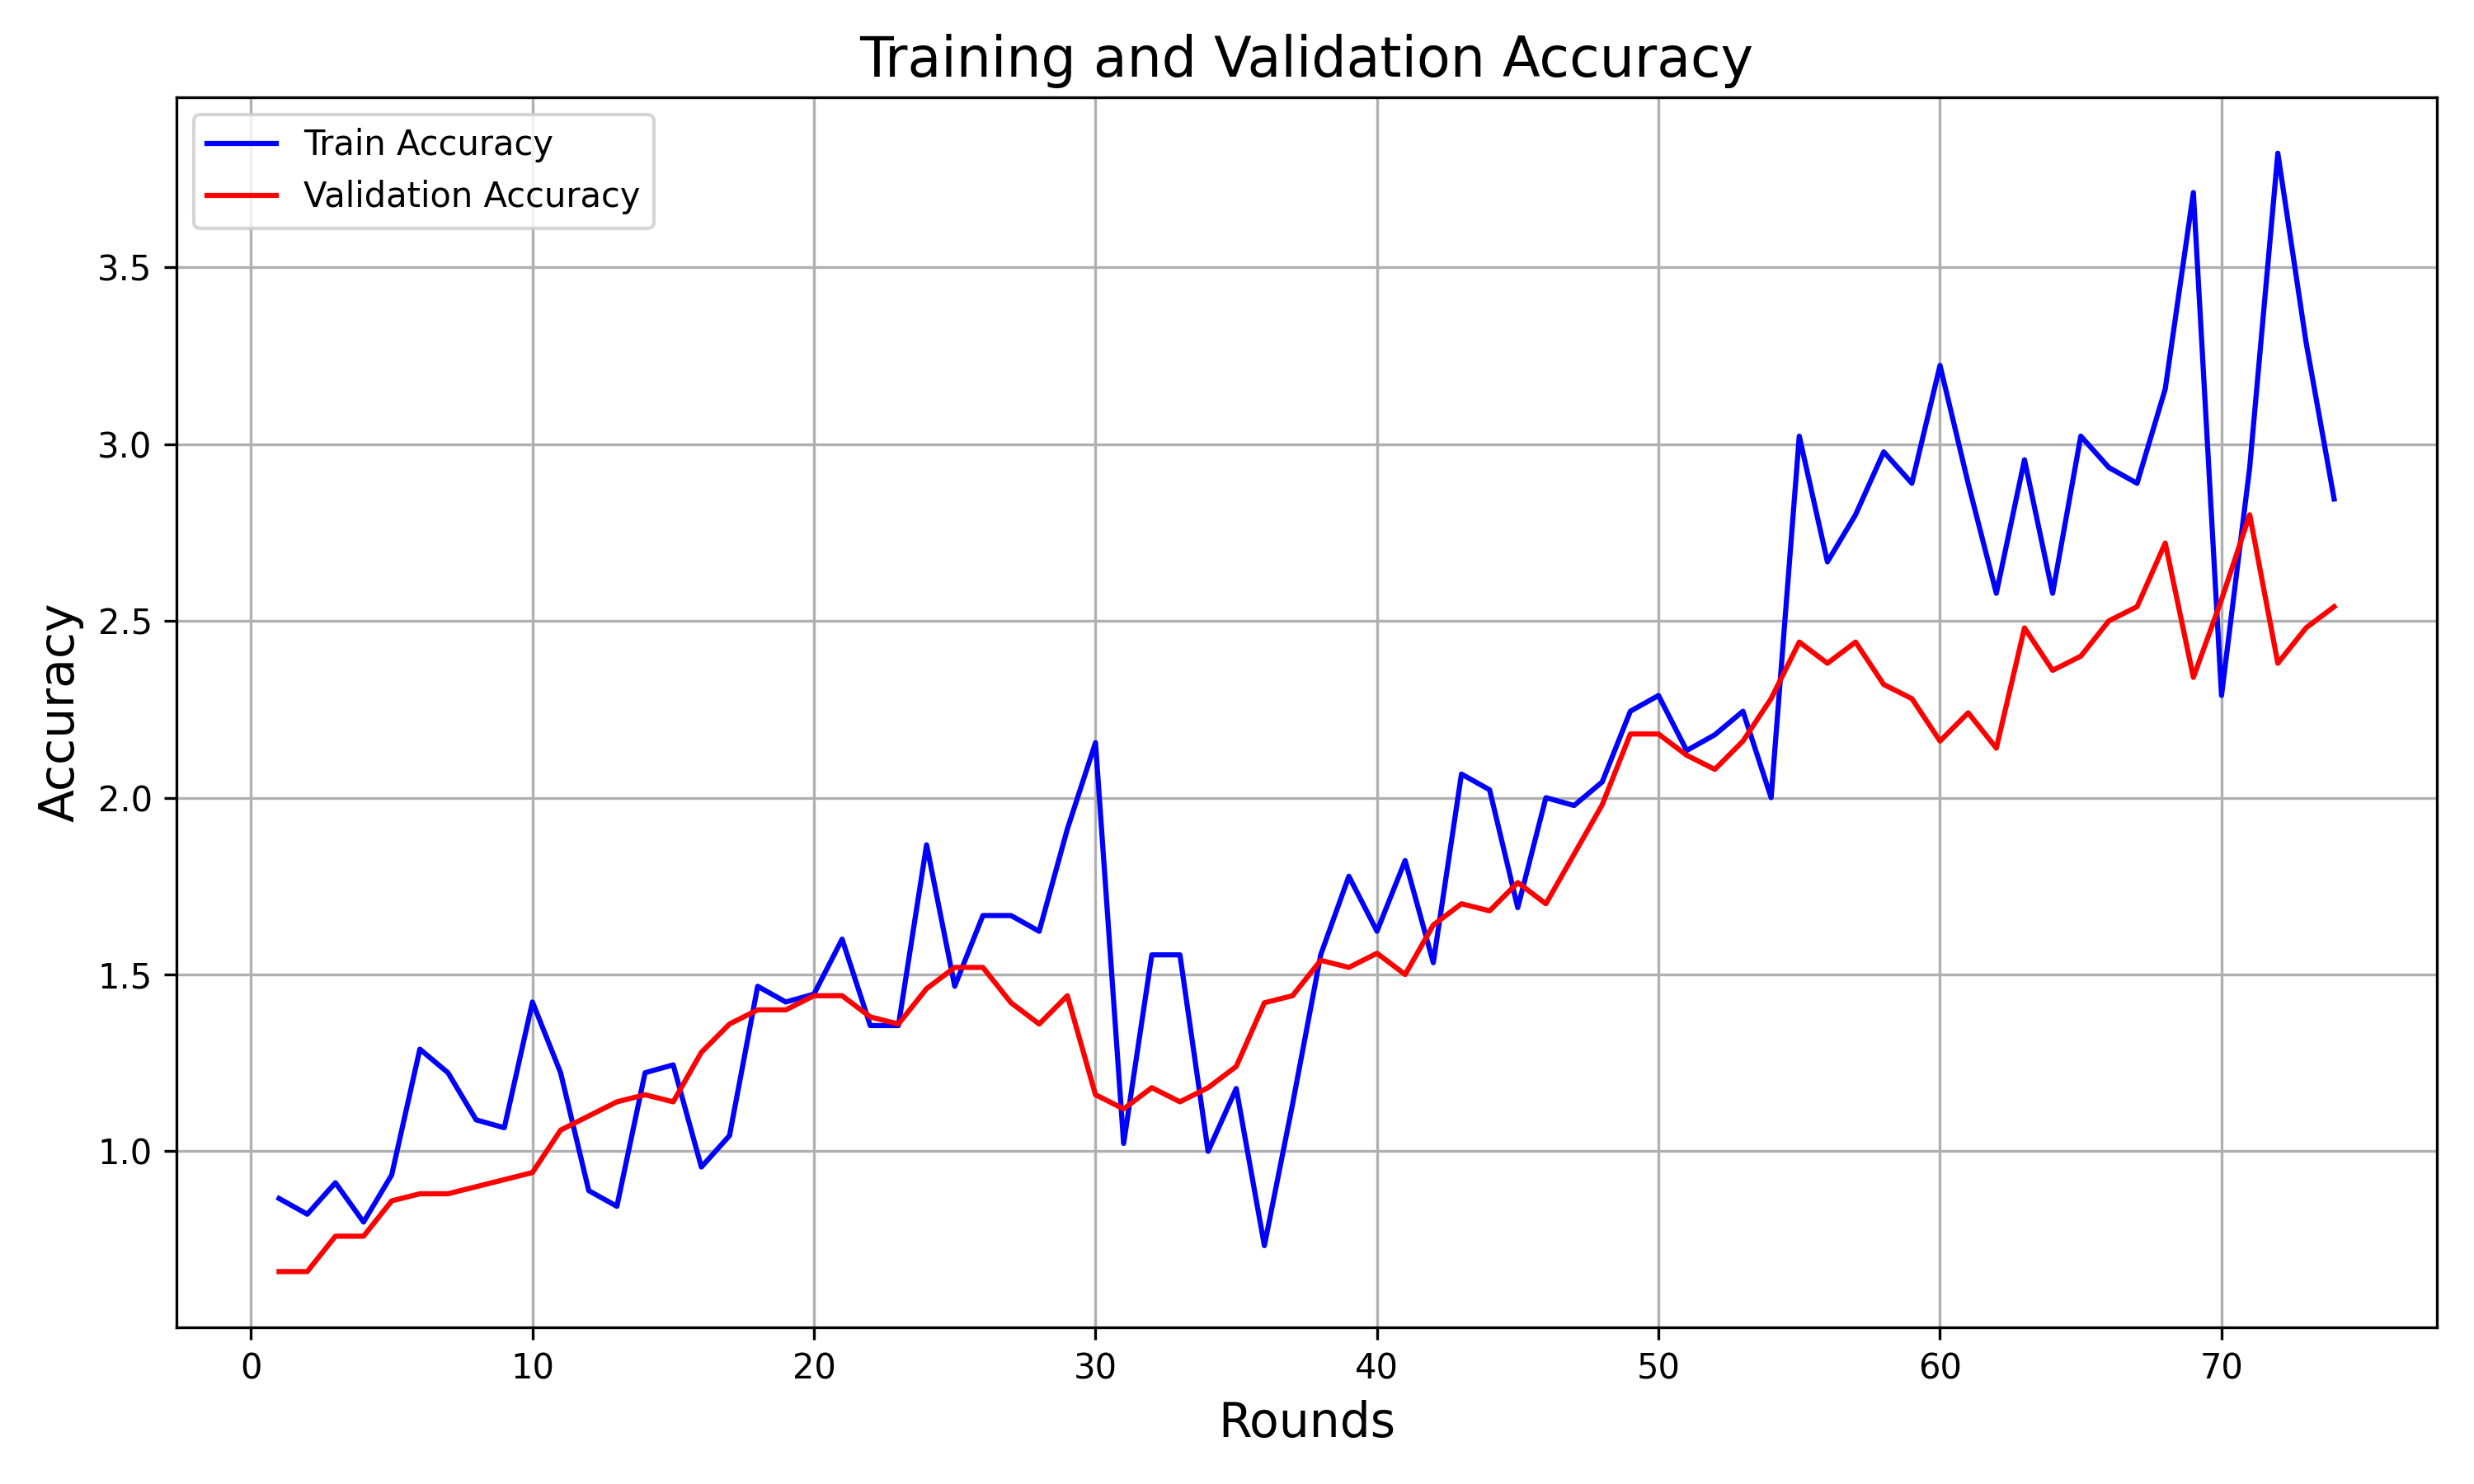 Training and Validation Accuracy
Train Accuracy
Validation Accuracy
3.5
3.0
2.5
2.0
1.5
1.0
Accuracy
0 10 20 30 40 50 60 70
Rounds